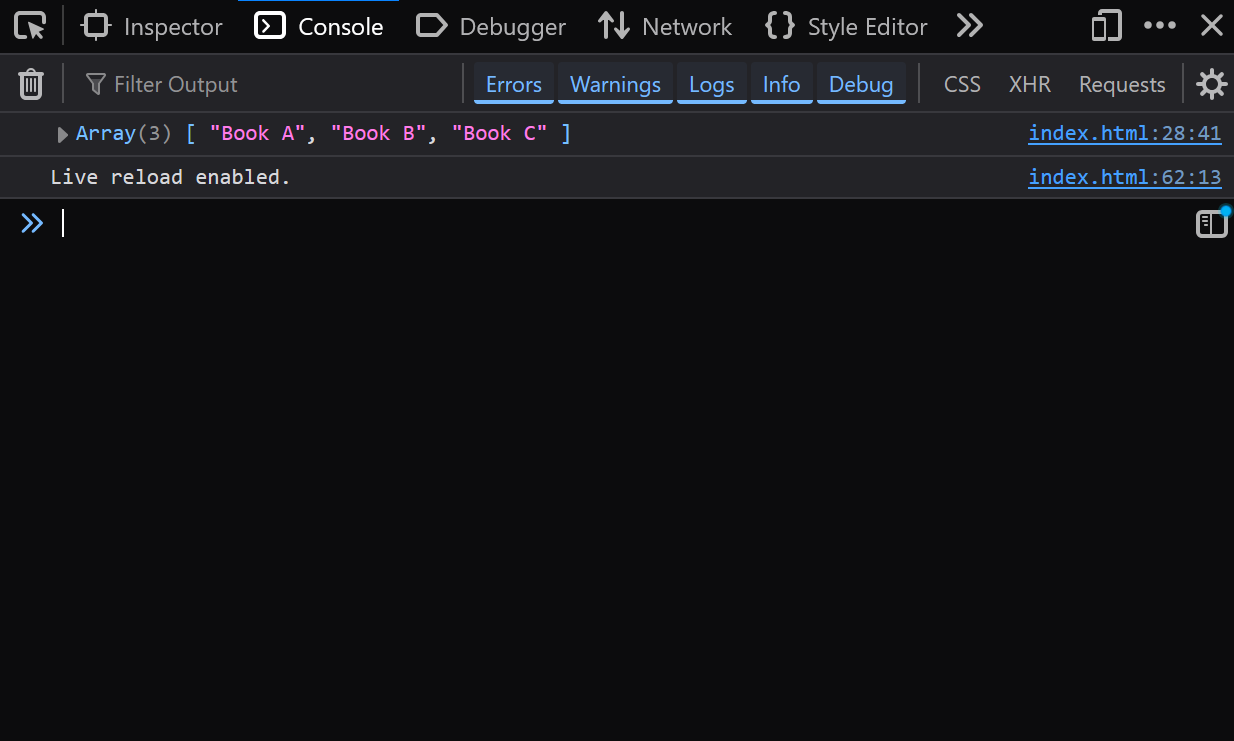 Inspector Console Debugger Network Style Editor
Filter Output Errors Warnings Logs Info Debug CSS XHR Requests
Array(3) [ "Book A", "Book B", "Book C" ] index.html:28:41
Live reload enabled. index.html:62:13